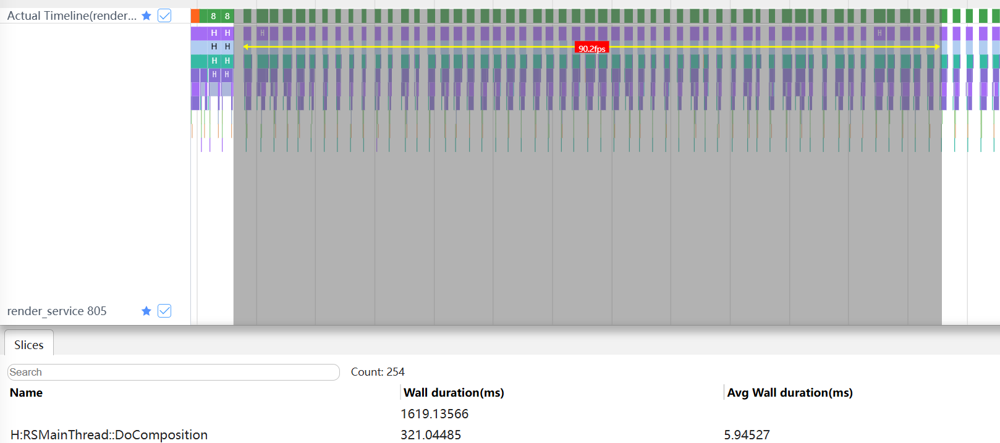 Actual Timeline(render... 8 8
H H H H
90.2fps
H H
H H
H H
render_service 805
Slices
Search Count: 254
Name Wall duration(ms) Avg Wall duration(ms)
1619.13566
H:RSMainThread::DoComposition 321.04485 5.94527